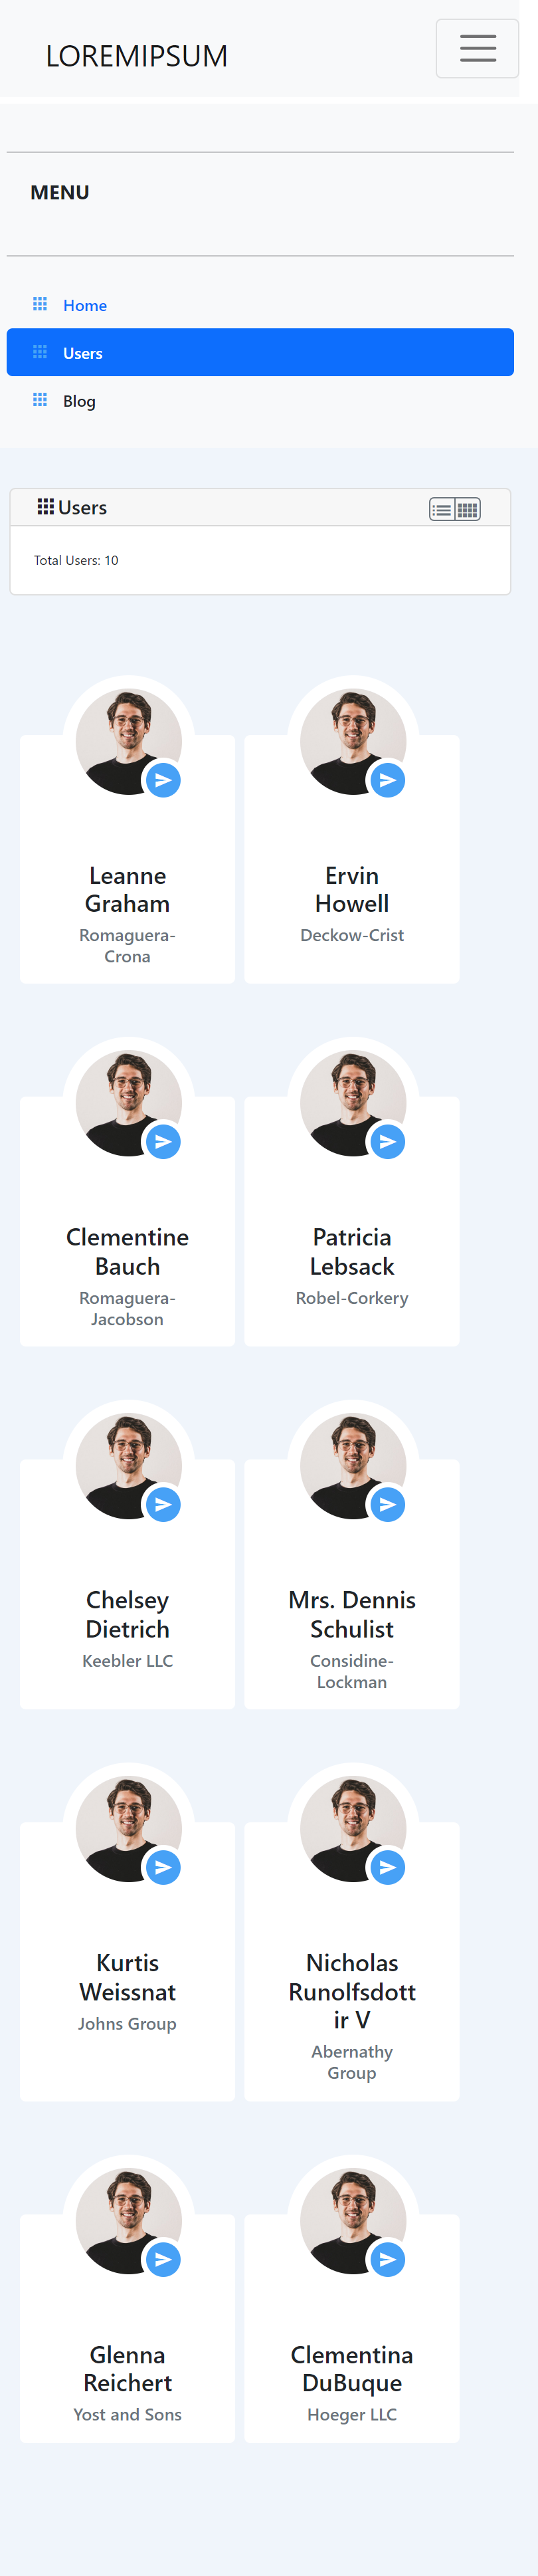 LOREMIPSUM
MENU
Home
Users
Blog
Users
Total Users: 10
Leanne
Graham
Romaguera-
Crona
Ervin
Howell
Deckow-Crist
Clementine
Bauch
Romaguera-
Jacobson
Patricia
Lebsack
Robel-Corkery
Chelsey
Dietrich
Keebler LLC
Mrs. Dennis
Schulist
Considine-
Lockman
Kurtis
Weissnat
Johns Group
Nicholas
Runolfsdott
ir V
Abernathy
Group
Glenna
Reichert
Yost and Sons
Clementina
DuBuque
Hoeger LLC